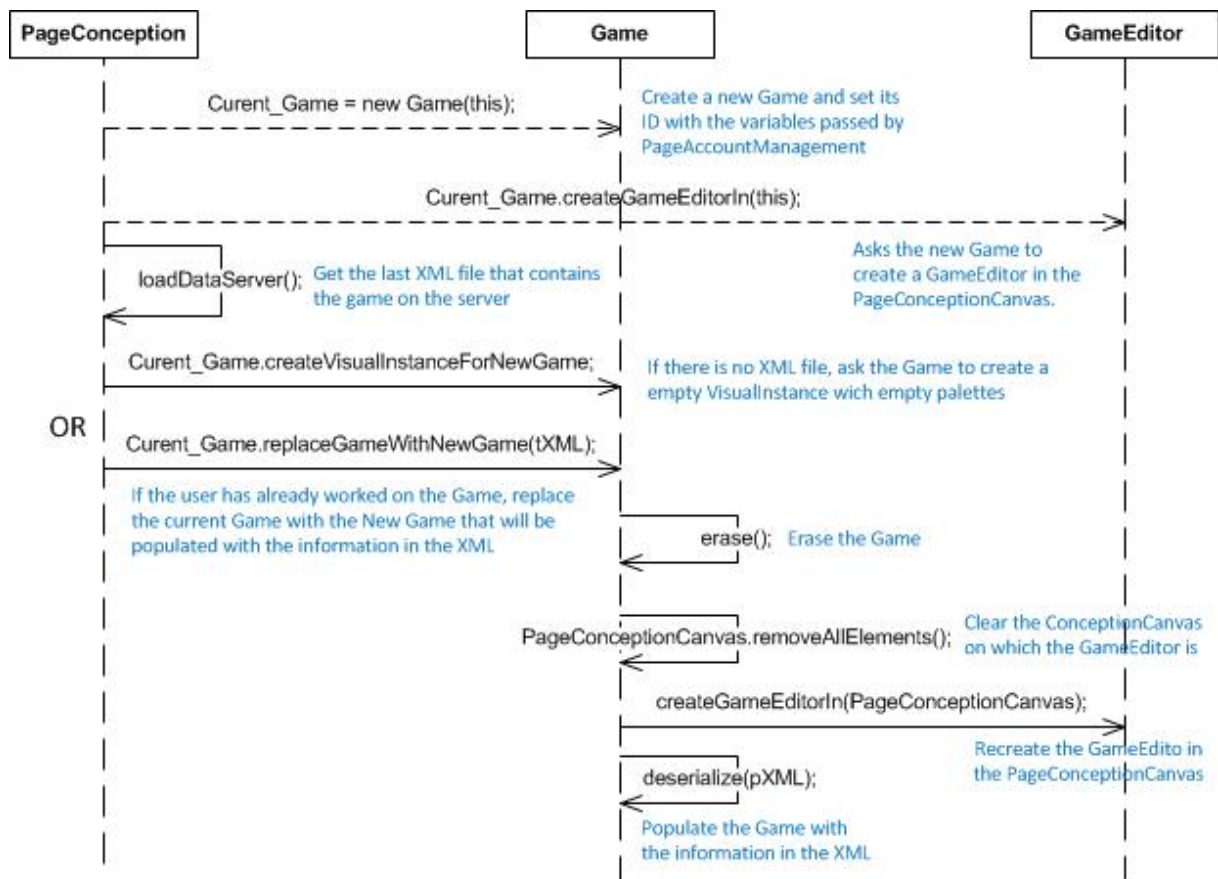 PageConception
Game
GameEditor
Curent_Game = new Game(this);
Create a new Game and set its
ID with the variables passed by
PageAccountManagement
Curent_Game.createGameEditorIn(this);
Asks the new Game to
create a GameEditor in the
PageConceptionCanvas.
loadDataServer();
Get the last XML file that contains
the game on the server
Curent_Game.createVisualInstanceForNewGame;
If there is no XML file, ask the Game to create a
empty VisualInstance wich empty palettes
OR
Curent_Game.replaceGameWithNewGame(tXML);
If the user has already worked on the Game, replace
the current Game with the New Game that will be
populated with the information in the XML
erase();
Erase the Game
PageConceptionCanvas.removeAllElements();
Clear the ConceptionCanvas
on which the GameEditor is
createGameEditorIn(PageConceptionCanvas);
Recreate the GameEdito in
the PageConceptionCanvas
deserialize(pXML);
Populate the Game with
the information in the XML